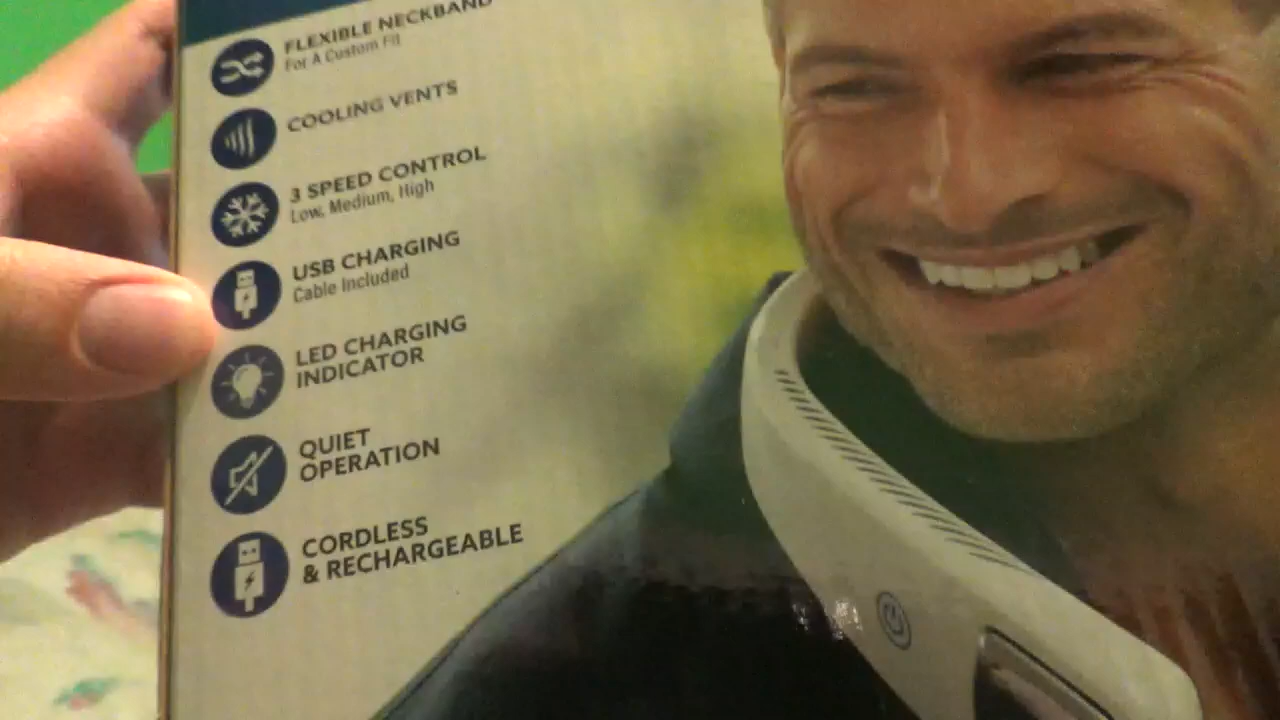 FLEXIBLE NECKBAND
For A Custom Fit
COOLING VENTS
3 SPEED CONTROL
Low, Medium, High
USB CHARGING
Cable Included
LED CHARGING
INDICATOR
QUIET
OPERATION
CORDLESS
& RECHARGEABLE